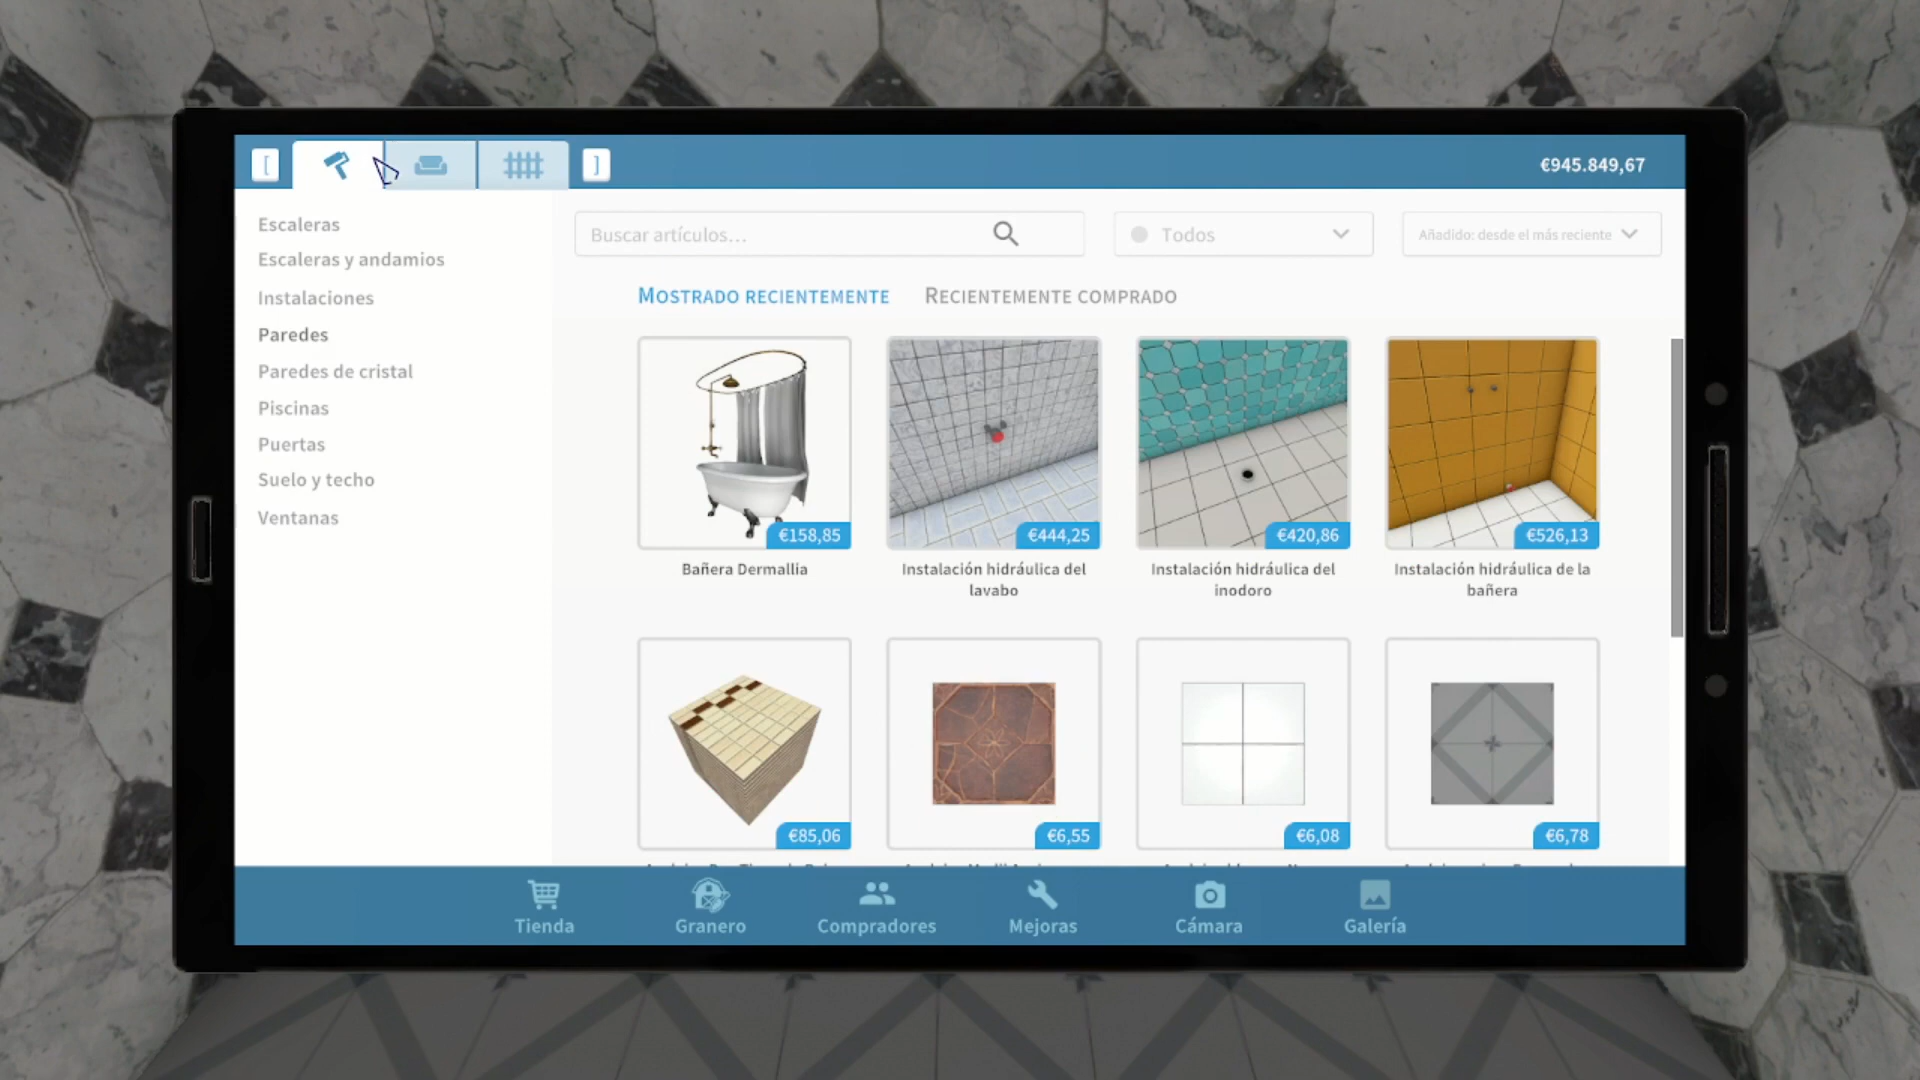 [
]
€945.849,67
Escaleras
Escaleras y andamios
Instalaciones
Paredes
Paredes de cristal
Piscinas
Puertas
Suelo y techo
Ventanas
Buscar artículos...
Todos
Añadido: desde el más reciente
MOSTRADO RECIENTEMENTE
RECIENTEMENTE COMPRADO
€158,85
€444,25
€420,86
€526,13
Bañera Dermallia
Instalación hidráulica del
lavabo
Instalación hidráulica del
inodoro
Instalación hidráulica de la
bañera
€85,06
€6,55
€6,08
€6,78
Tienda
Granero
Compradores
Mejoras
Cámara
Galería